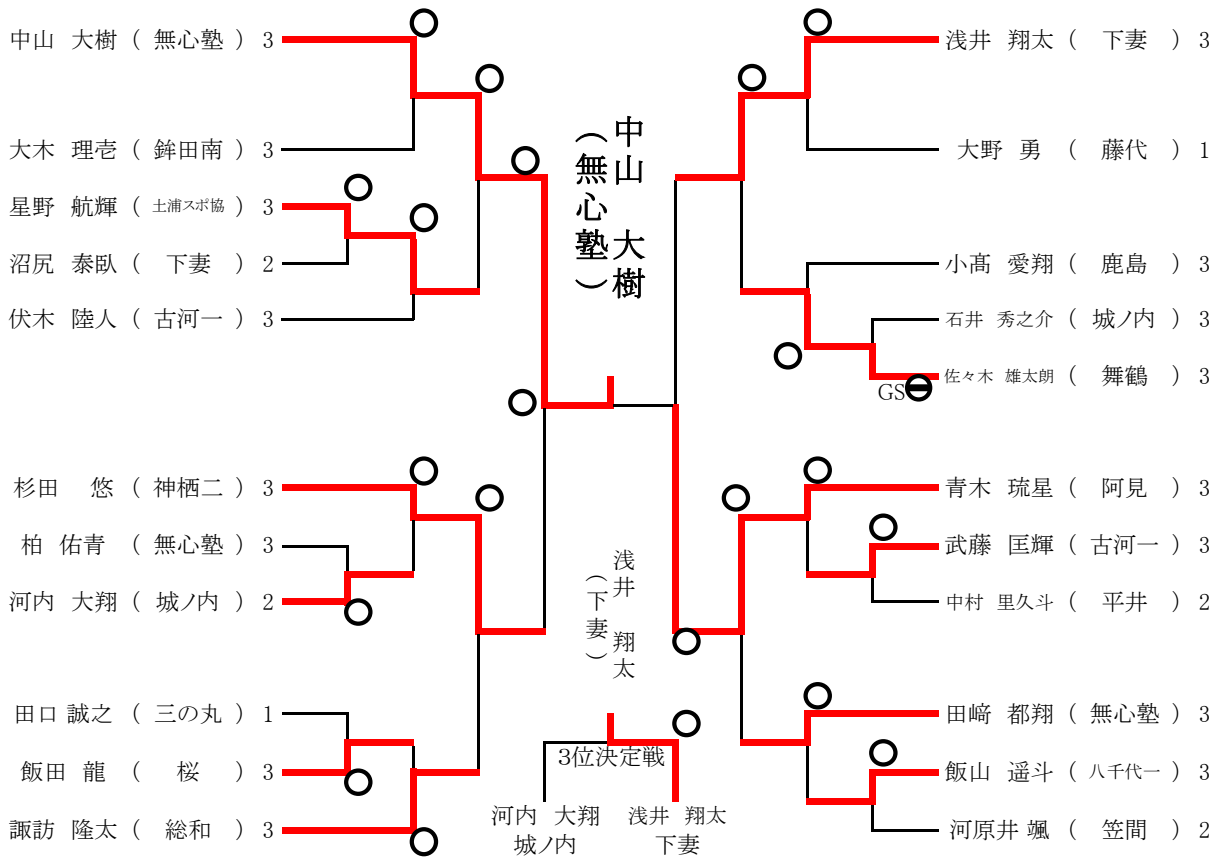 中山 大樹 ( 無心塾 ) 3
大木 理壱 ( 鉾田南 ) 3
星野 航輝 ( 土浦スポ協 ) 3
沼尻 泰臥 ( 下妻 ) 2
伏木 陸人 ( 古河一 ) 3
杉田 悠 ( 神栖二 ) 3
柏 佑青 ( 無心塾 ) 3
河内 大翔 ( 城ノ内 ) 2
田口 誠之 ( 三の丸 ) 1
飯田 龍 ( 桜 ) 3
諏訪 隆太 ( 総和 ) 3
中山 大樹
(無心塾)
浅井 翔太
(下妻)
3位決定戦
河内 大翔
城ノ内
浅井 翔太
下妻
浅井 翔太 ( 下妻 ) 3
大野 勇 ( 藤代 ) 1
小髙 愛翔 ( 鹿島 ) 3
石井 秀之介 ( 城ノ内 ) 3
佐々木 雄太朗 ( 舞鶴 ) 3
GS
青木 琉星 ( 阿見 ) 3
武藤 匡輝 ( 古河一 ) 3
中村 里久斗 ( 平井 ) 2
田﨑 都翔 ( 無心塾 ) 3
飯山 遥斗 ( 八千代一 ) 3
河原井 颯 ( 笠間 ) 2